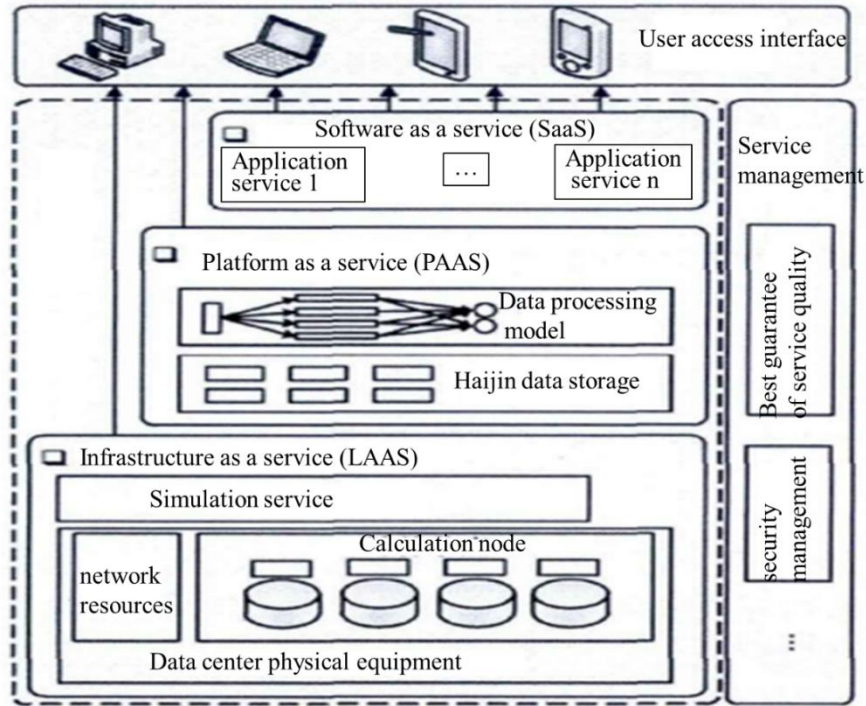 User access interface
Software as a service (SaaS)
Application
service 1
...
Application
service n
Service
management
Platform as a service (PAAS)
Data processing
model
Haijin data storage
Best guarantee
of service quality
Infrastructure as a service (LAAS)
Simulation service
network
resources
Calculation node
Data center physical equipment
security
management
...